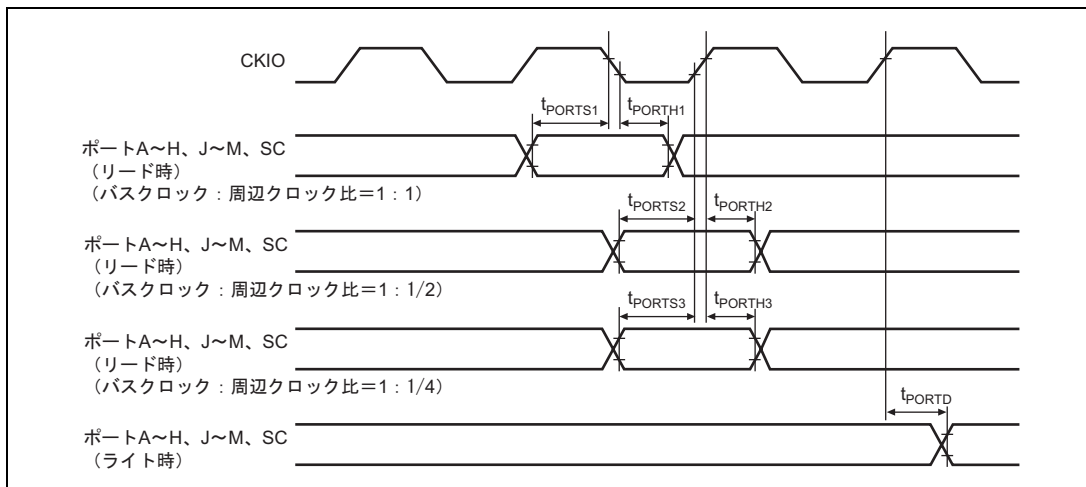 CKIO
tPORTS1 tPORTH1
ポートA～H、J～M、SC
（リード時）
（バスクロック：周辺クロック比＝1：1）
tPORTS2 tPORTH2
ポートA～H、J～M、SC
（リード時）
（バスクロック：周辺クロック比＝1：1/2）
tPORTS3 tPORTH3
ポートA～H、J～M、SC
（リード時）
（バスクロック：周辺クロック比＝1：1/4）
tPORTD
ポートA～H、J～M、SC
（ライト時）